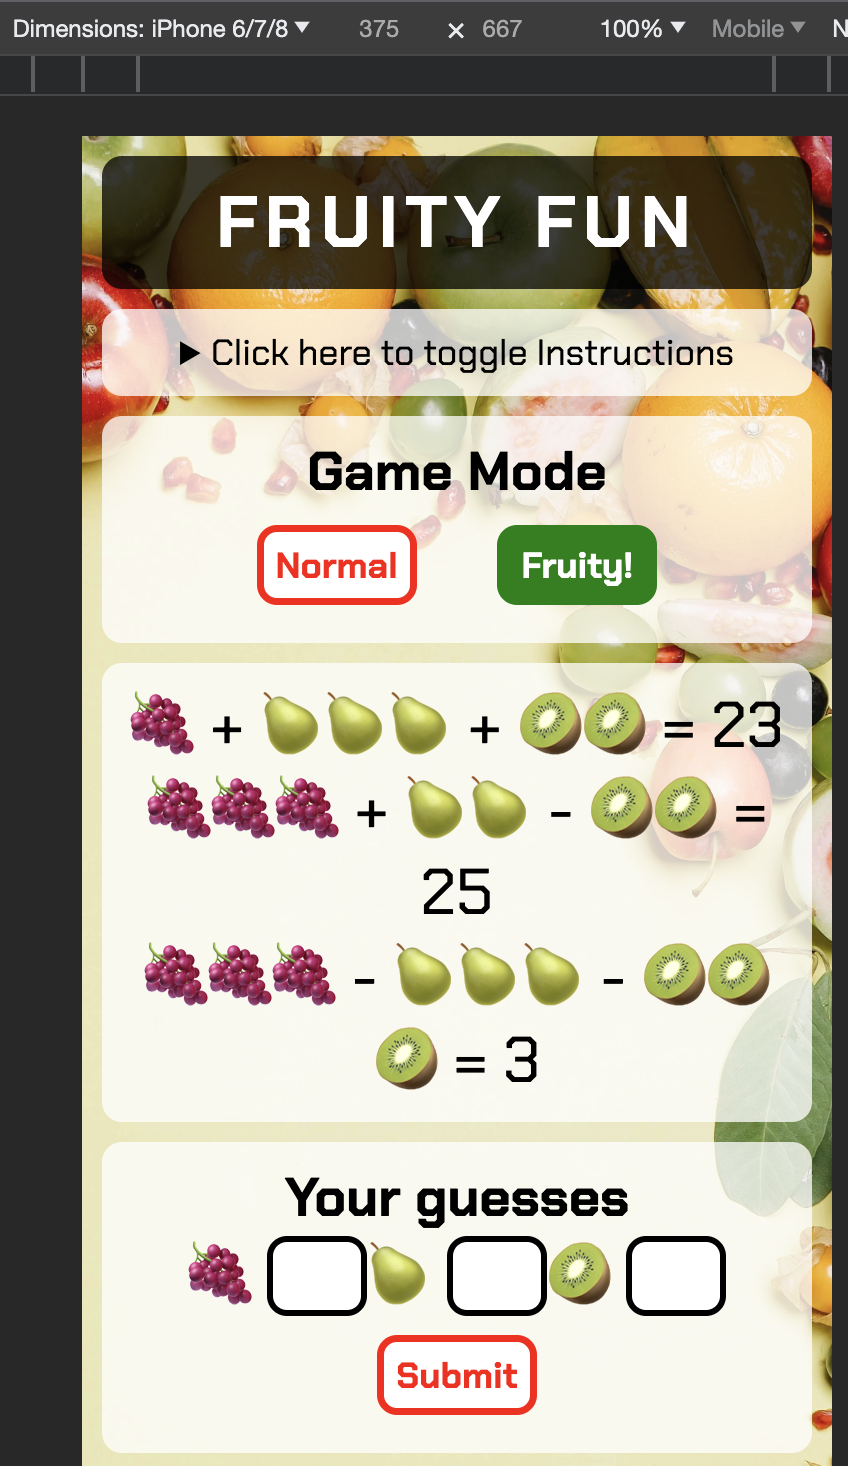 Dimensions: iPhone 6/7/8 ▼ 375 × 667 100% ▼ Mobile ▼ N
FRUITY FUN
▶ Click here to toggle Instructions
Game Mode
Normal Fruity!
🍇 + 🍐🍐🍐 + 🥝🥝 = 23
🍇🍇🍇 + 🍐🍐 - 🥝🥝 =
25
🍇🍇🍇 - 🍐🍐🍐 - 🥝🥝
🥝 = 3
Your guesses
🍇 🍐 🥝
Submit